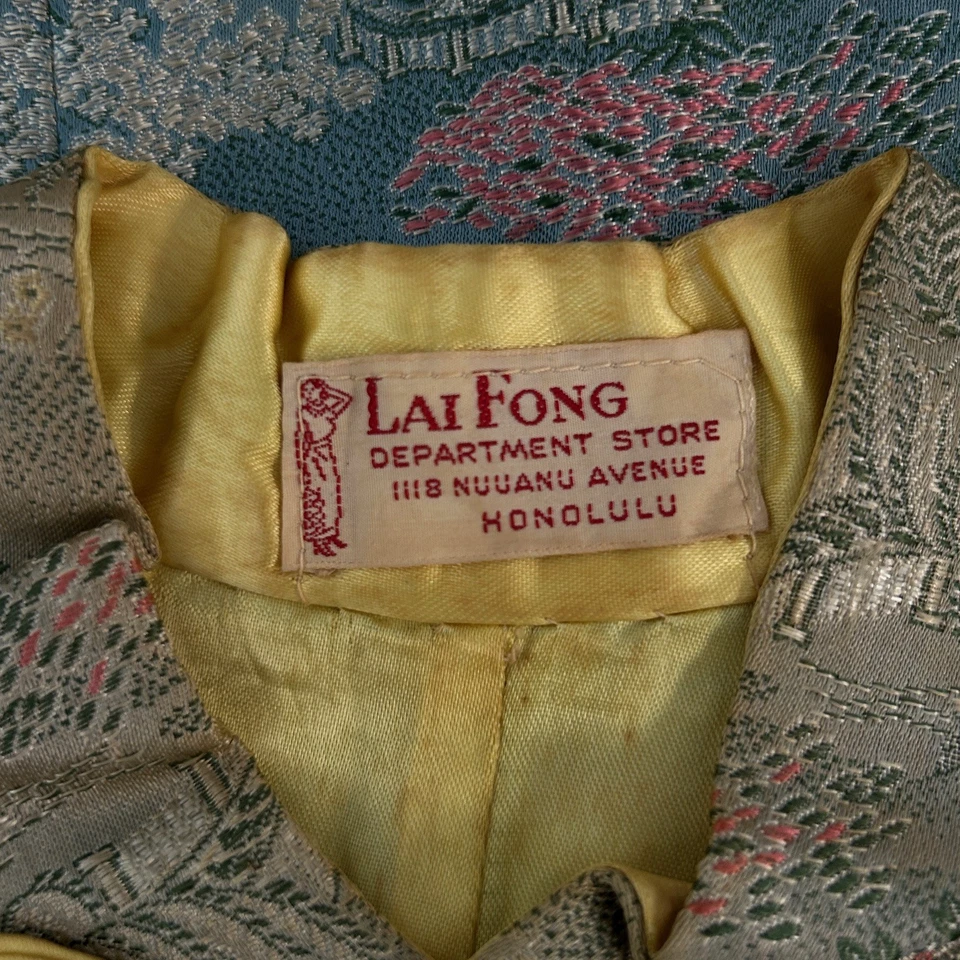 LAI FONG
DEPARTMENT STORE
1118 NUUANU AVENUE
HONOLULU